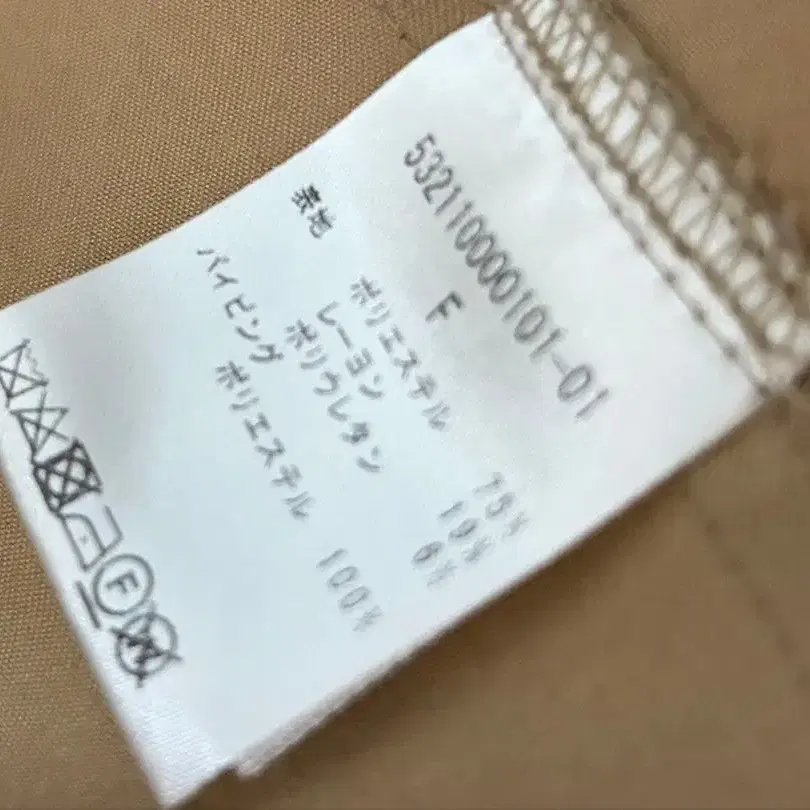 532110000101-01
F
表地
ポリエステル 75%
レーヨン 19%
ポリウレタン 6%
パイピング
ポリエステル 100%
F
W